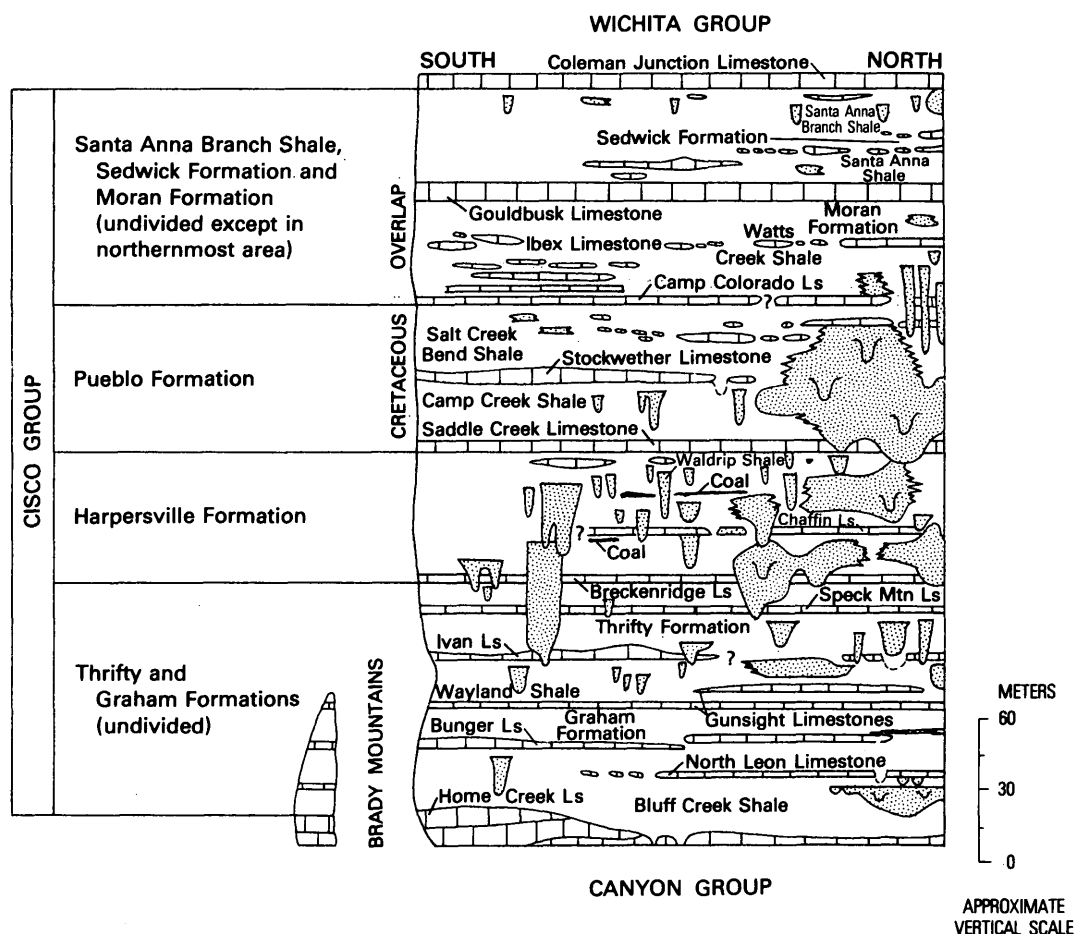 WICHITA GROUP
SOUTH
NORTH
Coleman Junction Limestone
Santa Anna
Branch Shale
Sedwick Formation
Santa Anna
Shale
Santa Anna Branch Shale,
Sedwick Formation and
Moran Formation
(undivided except in
northernmost area)
OVERLAP
Gouldbusk Limestone
Moran
Formation
Ibex Limestone
Watts
Creek Shale
Camp Colorado Ls
?
CISCO GROUP
Pueblo Formation
CRETACEOUS
Salt Creek
Bend Shale
Stockwether Limestone
Camp Creek Shale
Saddle Creek Limestone
Harpersville Formation
Waldrip Shale
Coal
Chaffin Ls
?
Coal
Breckenridge Ls
Speck Mtn Ls
Thrifty Formation
Ivan Ls
?
Thrifty and
Graham Formations
(undivided)
BRADY MOUNTAINS
Wayland Shale
Graham
Formation
Gunsight Limestones
Bunger Ls
North Leon Limestone
Home Creek Ls
Bluff Creek Shale
METERS
60
30
0
CANYON GROUP
APPROXIMATE
VERTICAL SCALE